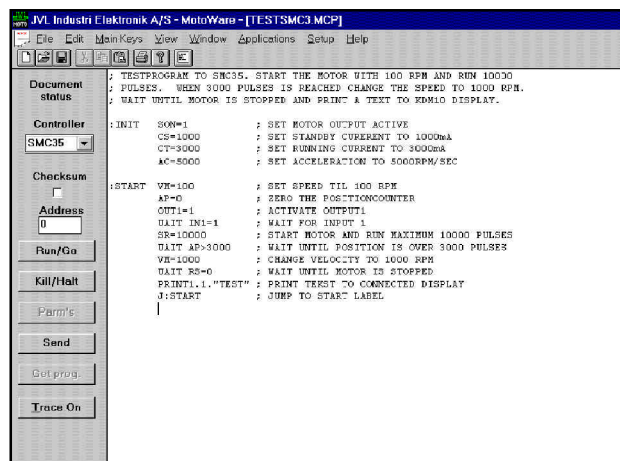 JVL Industri Elektronik A/S - MotoWare - [TESTSMC3.MCP]
File Edit Main Keys View Window Applications Setup Help
Document status
Controller
SMC35
Checksum
Address
0
Run/Go
Kill/Halt
Parm's
Send
Get prog.
Trace On
; TESTPROGRAM TO SMC35. START THE MOTOR WITH 100 RPM AND RUN 10000
; PULSES. WHEN 3000 PULSES IS REACHED CHANGE THE SPEED TO 1000 RPM.
; WAIT UNTIL MOTOR IS STOPPED AND PRINT A TEXT TO KDM10 DISPLAY.
:INIT SON=1 ; SET MOTOR OUTPUT ACTIVE
CS=1000 ; SET STANDBY CURERENT TO 1000mA
CT=3000 ; SET RUNNING CURRENT TO 3000mA
AC=5000 ; SET ACCELERATION TO 5000RPM/SEC
:START VM=100 ; SET SPEED TIL 100 RPM
AP=0 ; ZERO THE POSITIONCOUNTER
OUT1=1 ; ACTIVATE OUTPUT1
WAIT IN1=1 ; WAIT FOR INPUT 1
SR=10000 ; START MOTOR AND RUN MAXIMUM 10000 PULSES
WAIT AP>3000 ; WAIT UNTIL POSITION IS OVER 3000 PULSES
VM=1000 ; CHANGE VELOCITY TO 1000 RPM
WAIT RS=0 ; WAIT UNTIL MOTOR IS STOPPED
PRINT1.1."TEST" ; PRINT TEKST TO CONNECTED DISPLAY
J:START ; JUMP TO START LABEL